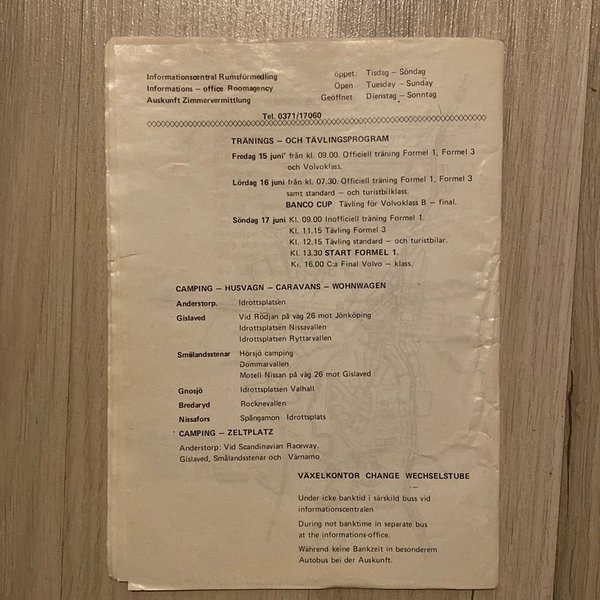 Informationscentral Rumsförmedling öppet: Tisdag — Söndag
Informations — office Roomagency Open Tuesday — Sunday
Auskunft Zimmervermittlung Geöffnet Dienstag — Sonntag
Tel. 0371/17060
TRÄNINGS — OCH TÄVLINGSPROGRAM
Fredag 15 juni från kl. 09.00. Officiell träning Formel 1, Formel 3
och Volvoklass.
Lördag 16 juni från kl. 07.30. Officiell träning Formel 1, Formel 3
samt standard — och turistbilklass.
BANCO CUP Tävling för Volvoklass B — final.
Söndag 17 juni Kl. 09.00 Inofficiell träning Formel 1.
Kl. 11.15 Tävling Formel 3
Kl. 12.15 Tävling standard — och turistbilar.
Kl. 13.30 START FORMEL 1.
Kl. 16.00 C:a Final Volvo — klass.
CAMPING — HUSVAGN — CARAVANS — WOHNWAGEN
Anderstorp. Idrottsplatsen
Gislaved Vid Rödjan på väg 26 mot Jönköping
Idrottsplatsen Nissavallen
Idrottsplatsen Ryttarvallen
Smålandsstenar Hörsjö camping
Dommarvallen
Motell Nissan på väg 26 mot Gislaved
Gnosjö Idrottsplatsen Valhall
Bredaryd Rocknevallen
Nissafors Spångamon Idrottsplats
CAMPING — ZELTPLATZ
Anderstorp: Vid Scandinavian Raceway.
Gislaved, Smålandsstenar och Värnamo
VÄXELKONTOR CHANGE WECHSELSTUBE
Under icke banktid i särskild buss vid
informationscentralen
During not banktime in separate bus
at the informations-office.
Während keine Bankzeit in besonderem
Autobus bei der Auskunft.